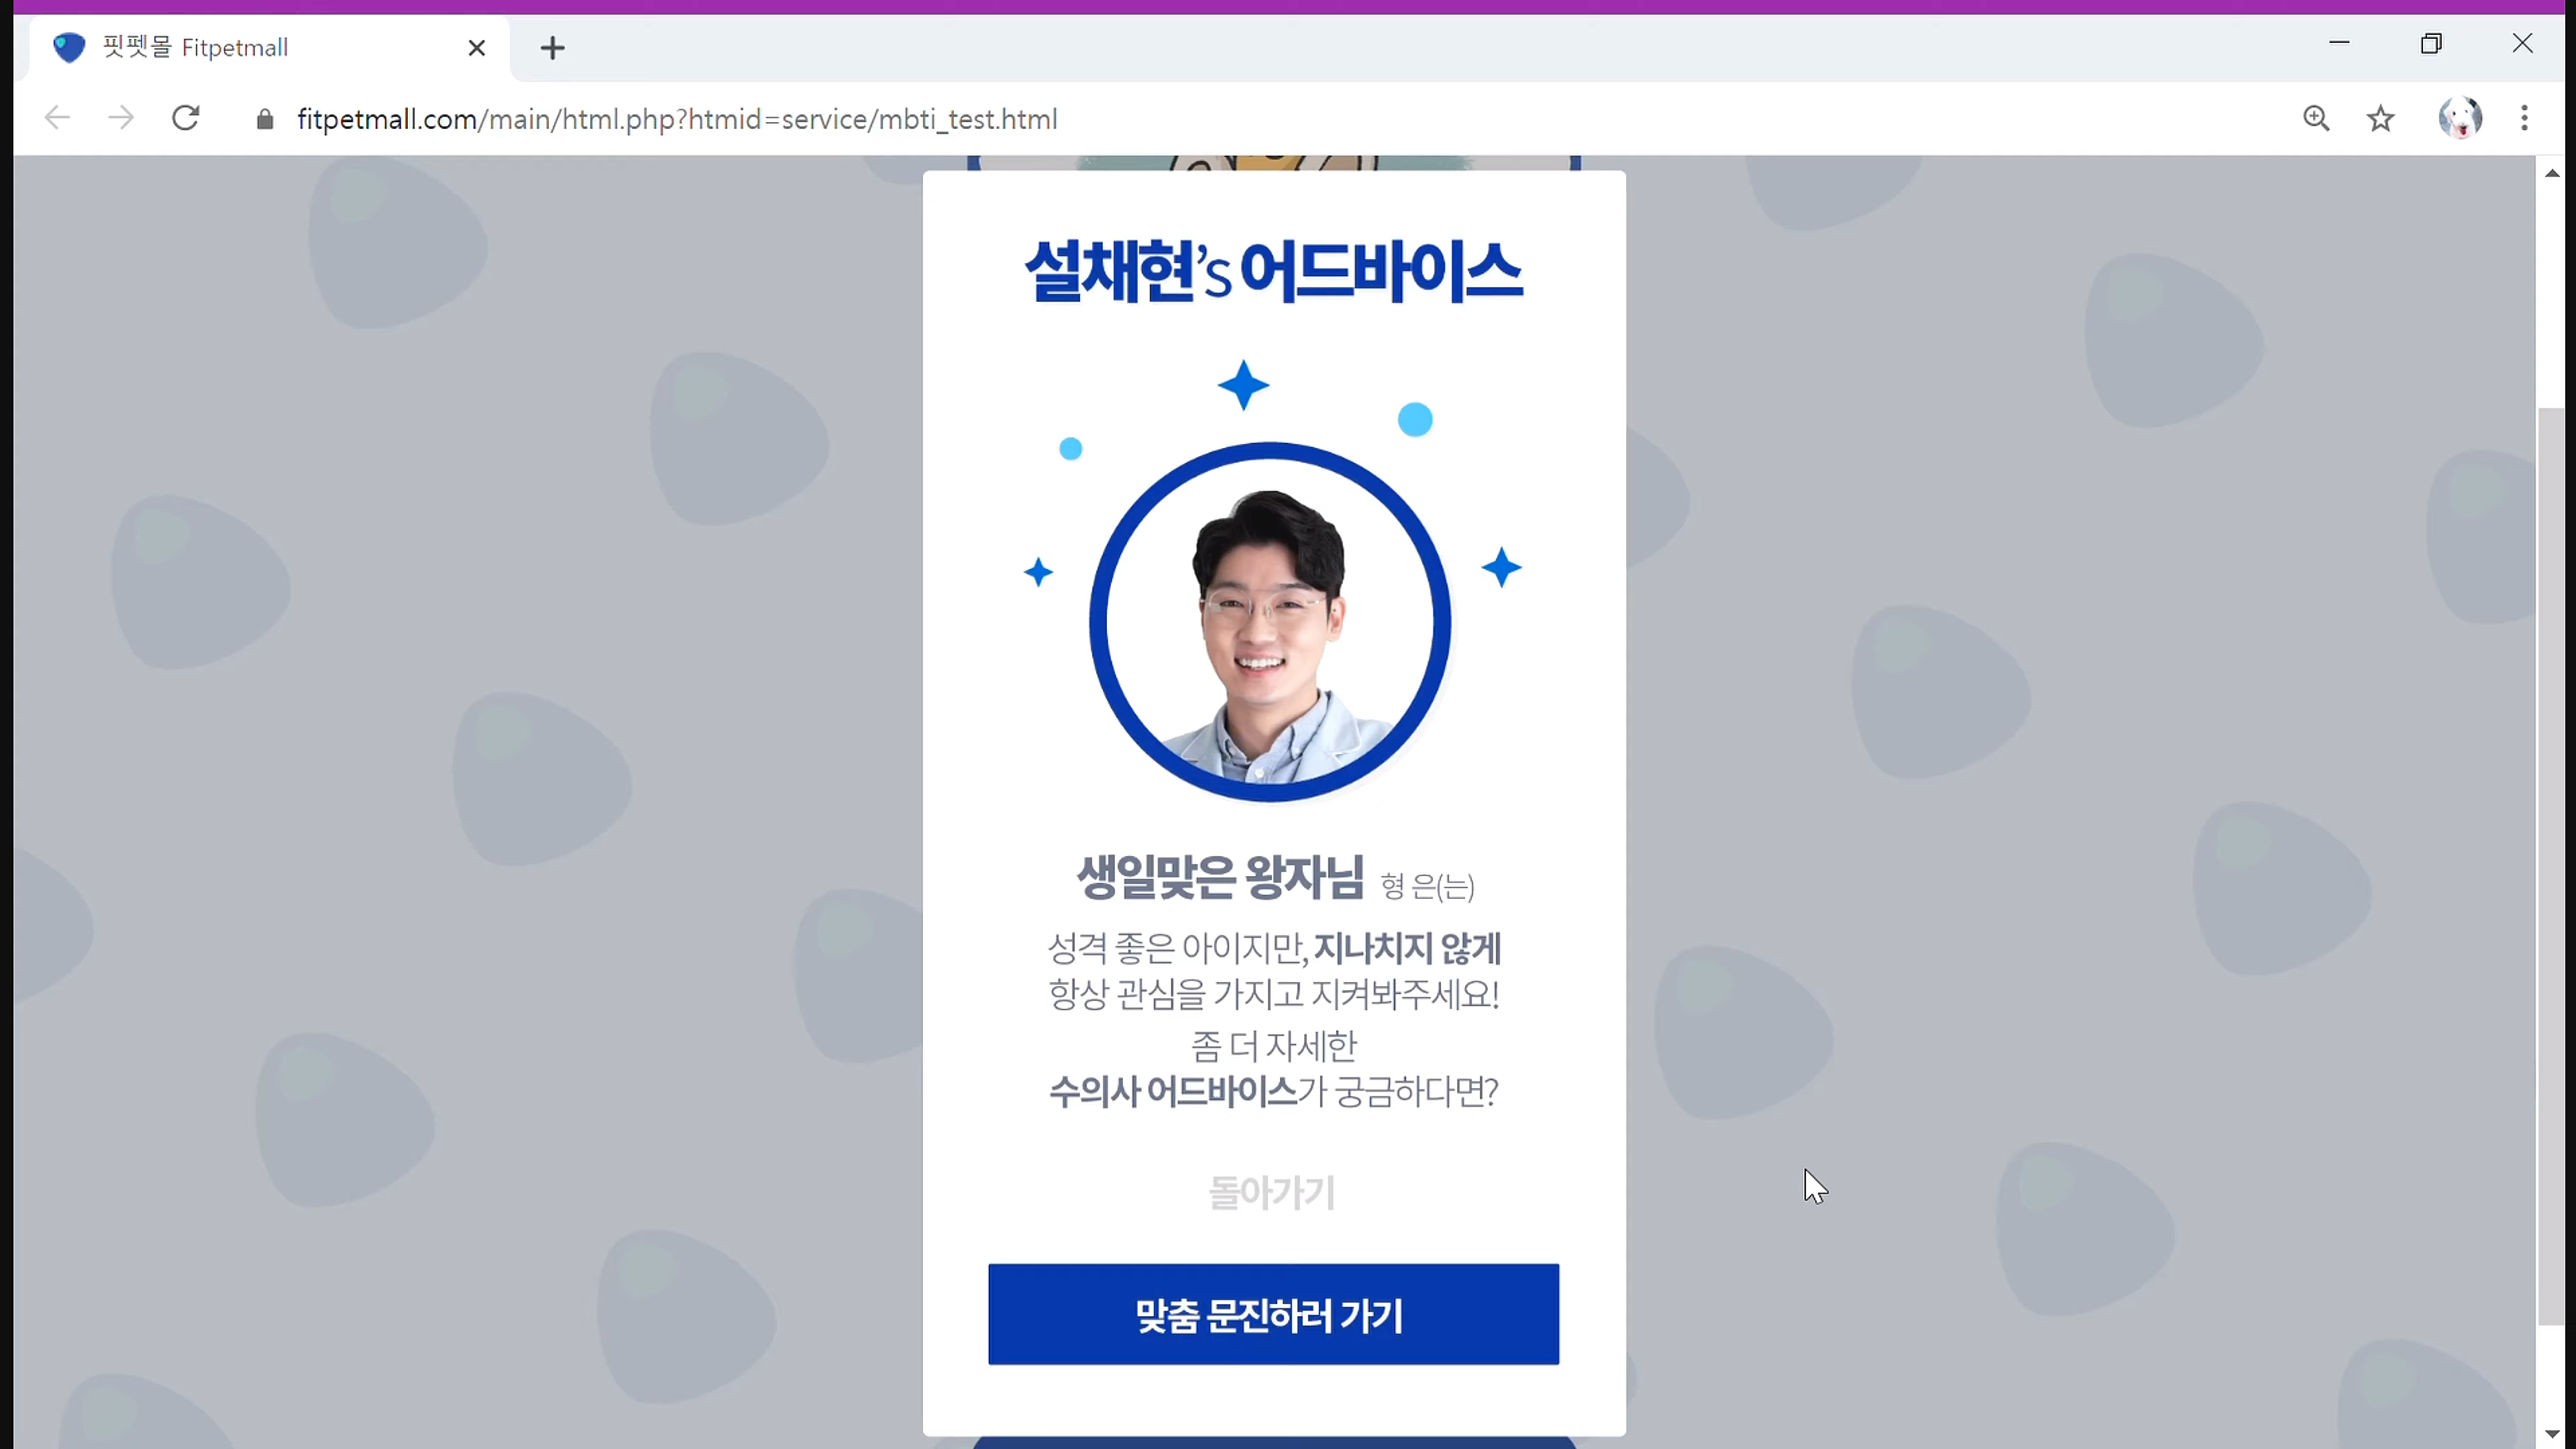 핏펫몰 Fitpetmall
fitpetmall.com/main/html.php?htmid=service/mbti_test.html
설채현's 어드바이스
생일맞은 왕자님 형 은(는)
성격 좋은 아이지만, 지나치지 않게
항상 관심을 가지고 지켜봐주세요!
좀 더 자세한
수의사 어드바이스가 궁금하다면?
돌아가기
맞춤 문진하러 가기